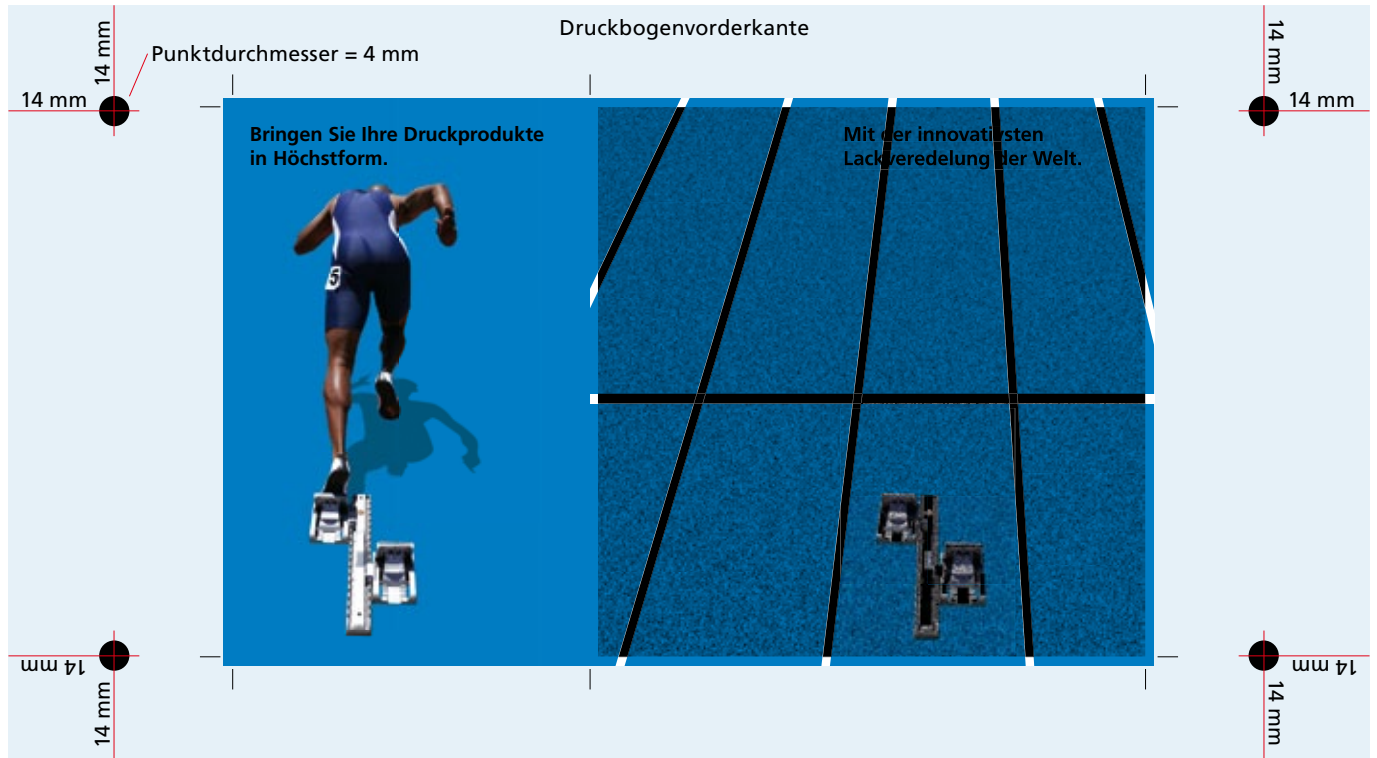 Druckbogenvorderkante
Punktdurchmesser = 4 mm
14 mm
14 mm
14 mm
14 mm
Bringen Sie Ihre Druckprodukte
in Höchstform.
Mit der innovativsten
Lackveredelung der Welt.
5
14 mm
14 mm
14 mm
14 mm